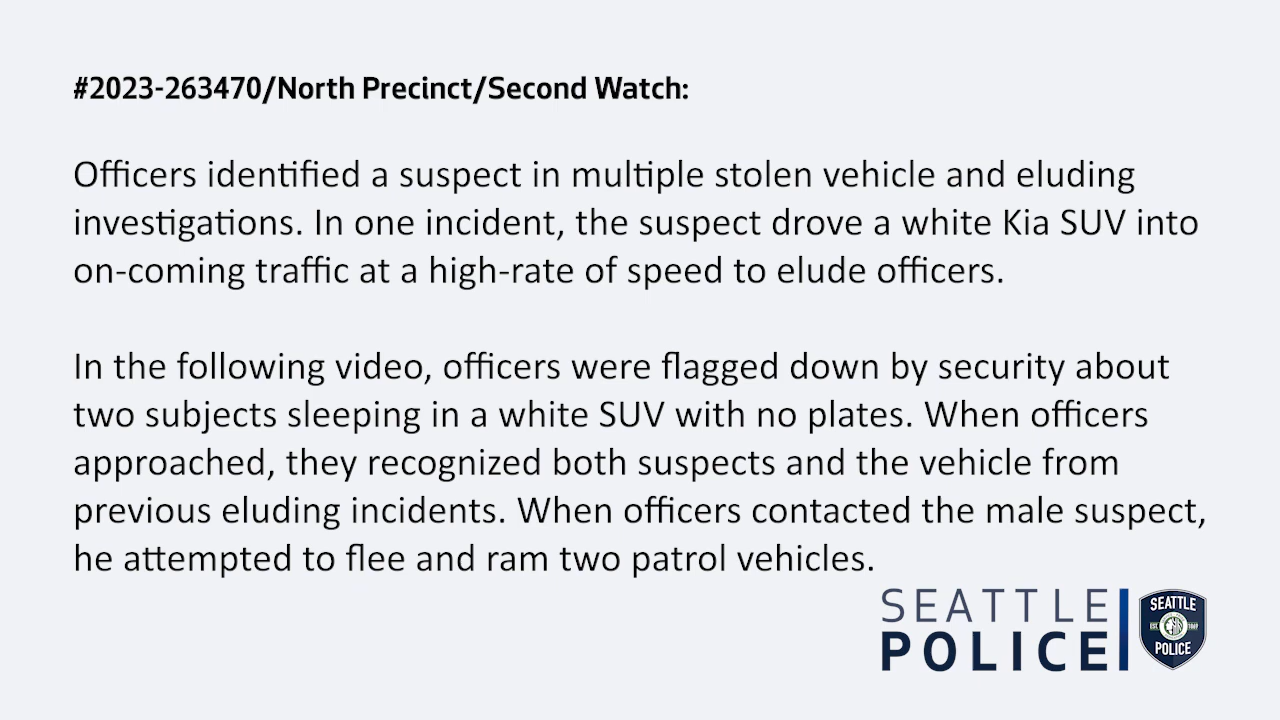 #2023-263470/North Precinct/Second Watch:
Officers identified a suspect in multiple stolen vehicle and eluding
investigations. In one incident, the suspect drove a white Kia SUV into
on-coming traffic at a high-rate of speed to elude officers.
In the following video, officers were flagged down by security about
two subjects sleeping in a white SUV with no plates. When officers
approached, they recognized both suspects and the vehicle from
previous eluding incidents. When officers contacted the male suspect,
he attempted to flee and ram two patrol vehicles.
SEATTLE
POLICE
SEATTLE
EST. 1869
POLICE